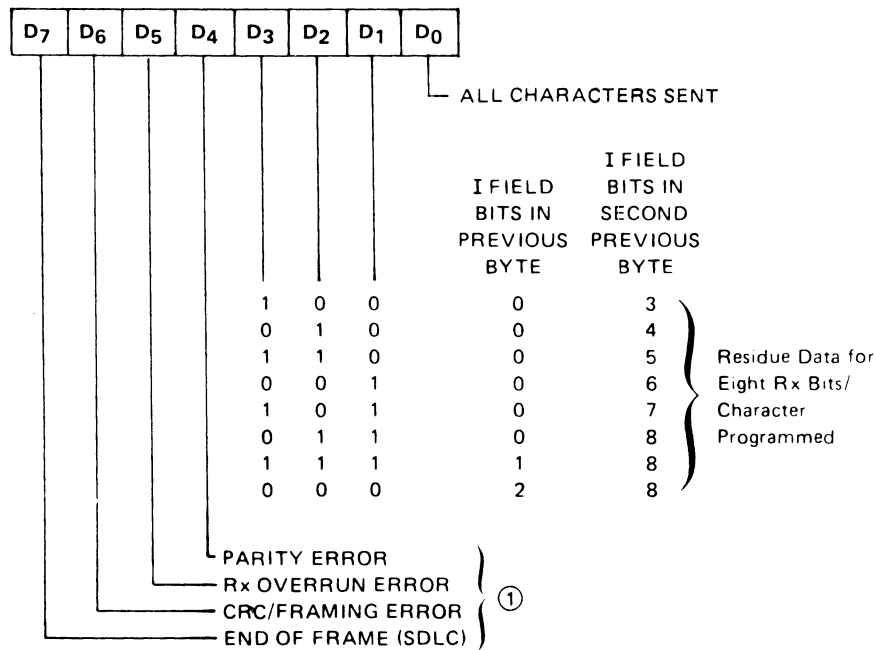 D7 D6 D5 D4 D3 D2 D1 D0
ALL CHARACTERS SENT
I FIELD BITS IN PREVIOUS BYTE
I FIELD BITS IN SECOND PREVIOUS BYTE
1 0 0 0 3
0 1 0 0 4
1 1 0 0 5
0 0 1 0 6
1 0 1 0 7
0 1 1 0 8
1 1 1 1 8
0 0 0 2 8
Residue Data for
Eight Rx Bits/
Character
Programmed
PARITY ERROR
Rx OVERRUN ERROR
CRC/FRAMING ERROR
END OF FRAME (SDLC)
1